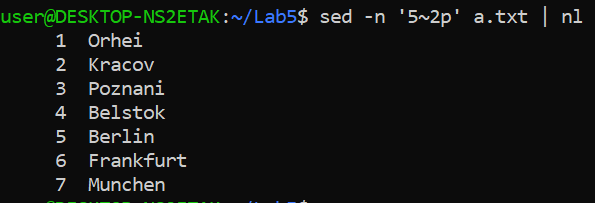 user@DESKTOP-NS2ETAK:~/Lab5$ sed -n '5~2p' a.txt | nl
1 Orhei
2 Kracov
3 Poznani
4 Belstok
5 Berlin
6 Frankfurt
7 Munchen